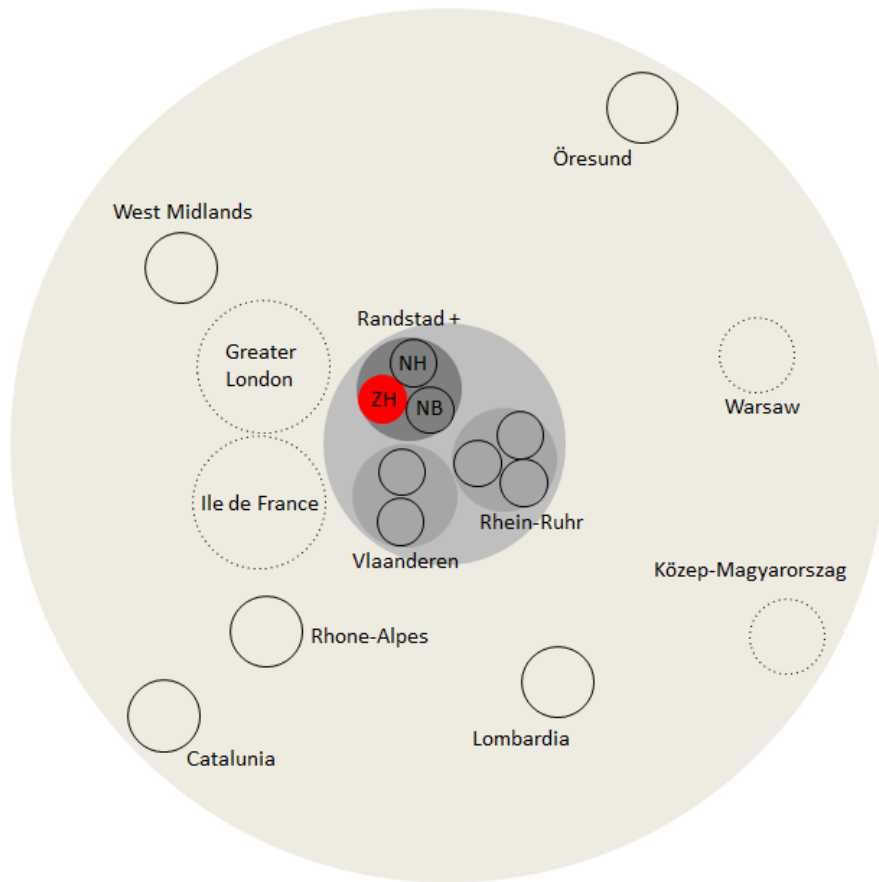 Öresund
West Midlands
Randstad +
Greater
London
NH
ZH
NB
Warsaw
Ile de France
Rhein-Ruhr
Vlaanderen
Közep-Magyarorszag
Rhone-Alpes
Lombardia
Catalunia